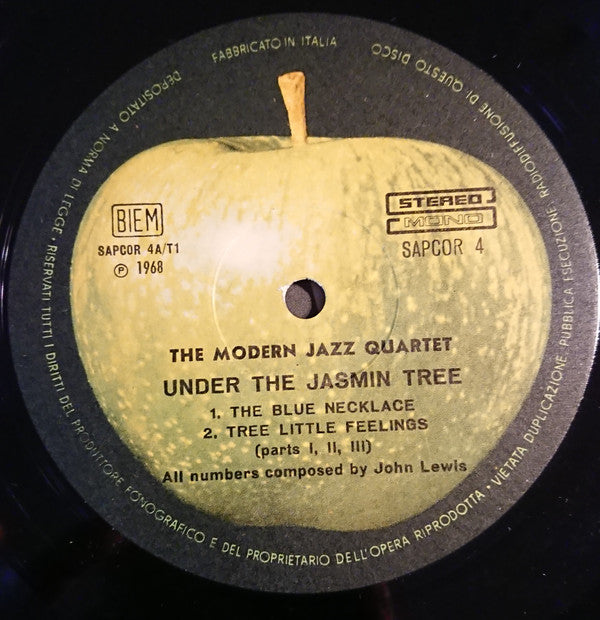 FABBRICATO IN ITALIA
DEPOSITATO A NORMA DI LEGGE • RISERVATI TUTTI I DIRITTI DEL PRODUTTORE FONOGRAFICO E DEL PROPRIETARIO DELL'OPERA RIPRODOTTA • VIETATA DUPLICAZIONE PUBBLICA ESECUZIONE RADIODIFFUSIONE DI QUESTO DISCO
BIEM
SAPCOR 4A/T1
Ⓟ 1968
STEREO
MONO
SAPCOR 4
THE MODERN JAZZ QUARTET
UNDER THE JASMIN TREE
1. THE BLUE NECKLACE
2. TREE LITTLE FEELINGS
(parts I, II, III)
All numbers composed by John Lewis